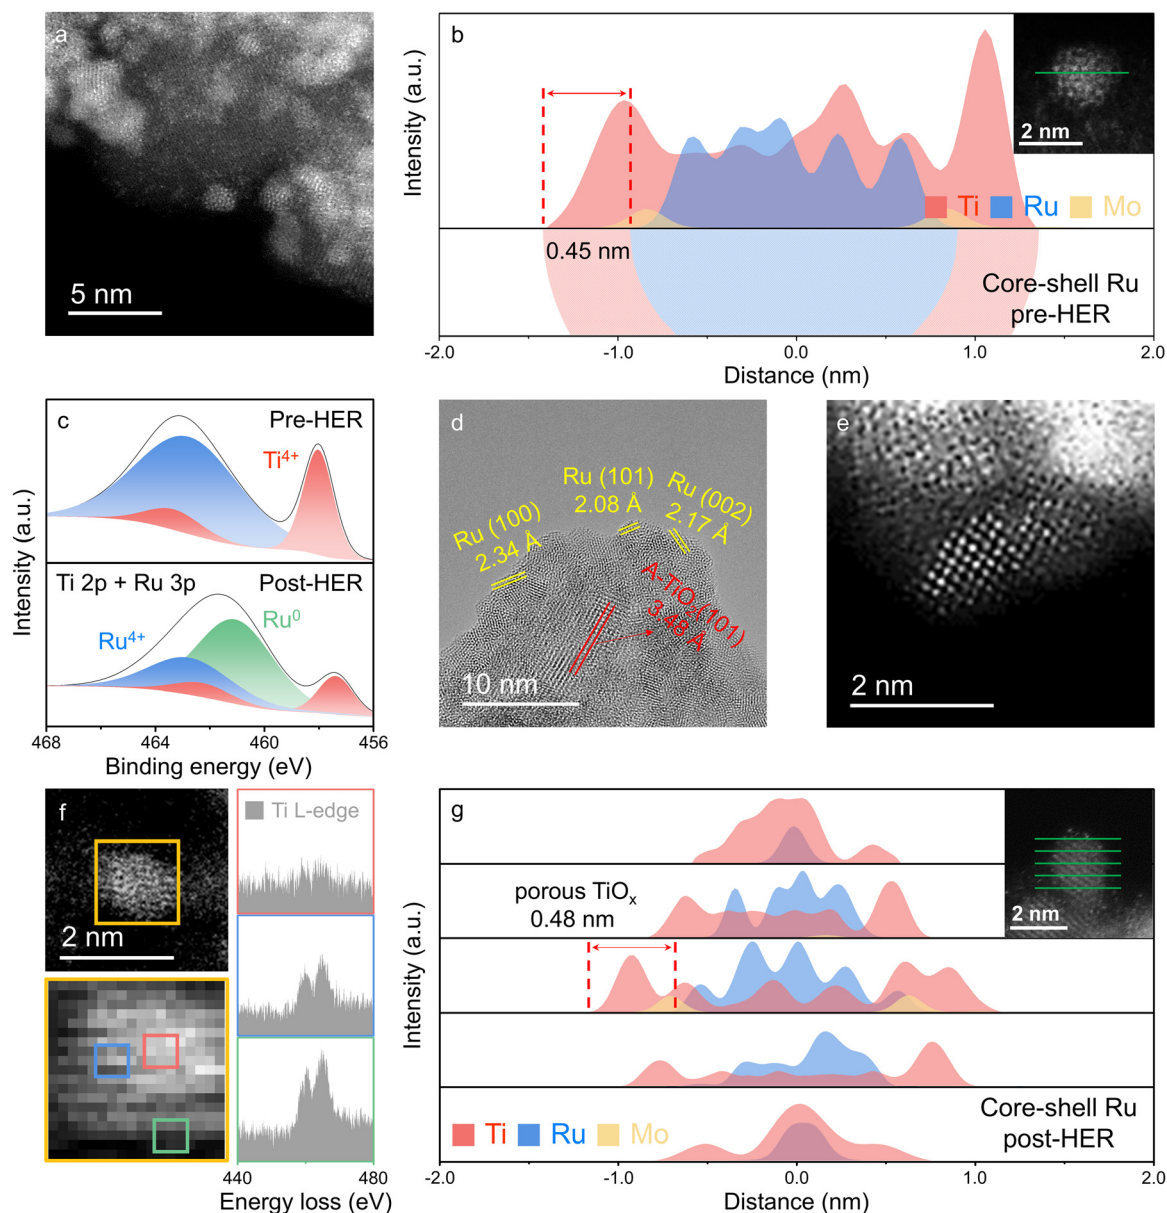 a
5 nm
b
Intensity (a.u.)
2 nm
Ti Ru Mo
0.45 nm
Core-shell Ru
pre-HER
-2.0 -1.0 0.0 1.0 2.0
Distance (nm)
c
Pre-HER
Ti⁴⁺
Ti 2p + Ru 3p
Post-HER
Ru⁴⁺
Ru⁰
Intensity (a.u.)
468 464 460 456
Binding energy (eV)
d
Ru (100)
2.34 Å
Ru (101)
2.08 Å
Ru (002)
2.17 Å
A-TiO₂(101)
3.48 Å
10 nm
e
2 nm
f
2 nm
Ti L-edge
440 480
Energy loss (eV)
g
Intensity (a.u.)
porous TiOₓ
0.48 nm
2 nm
Ti Ru Mo
Core-shell Ru
post-HER
-2.0 -1.0 0.0 1.0 2.0
Distance (nm)